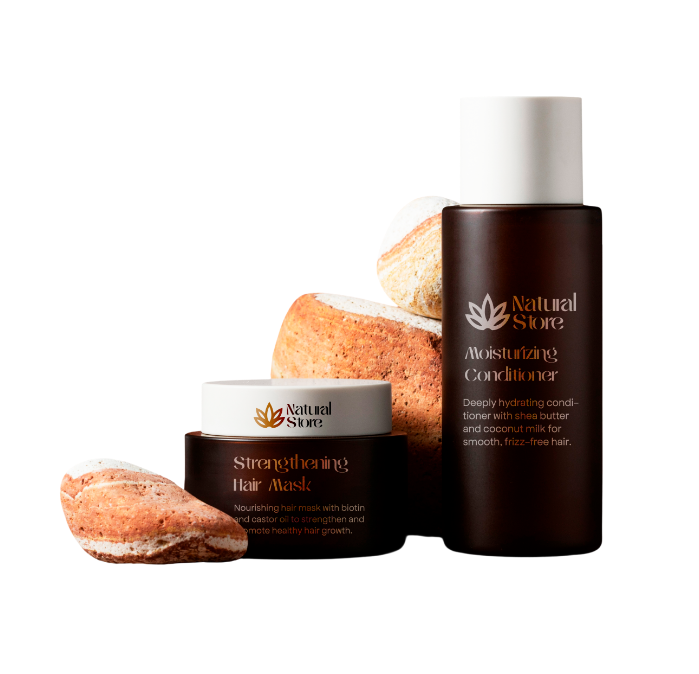 Natural
Store
Moisturizing
Conditioner
Deeply hydrating condi-
tioner with shea butter
and coconut milk for
smooth, frizz-free hair.
Natural
Store
Strengthening
Hair Mask
Nourishing hair mask with biotin
and castor oil to strengthen and
promote healthy hair growth.